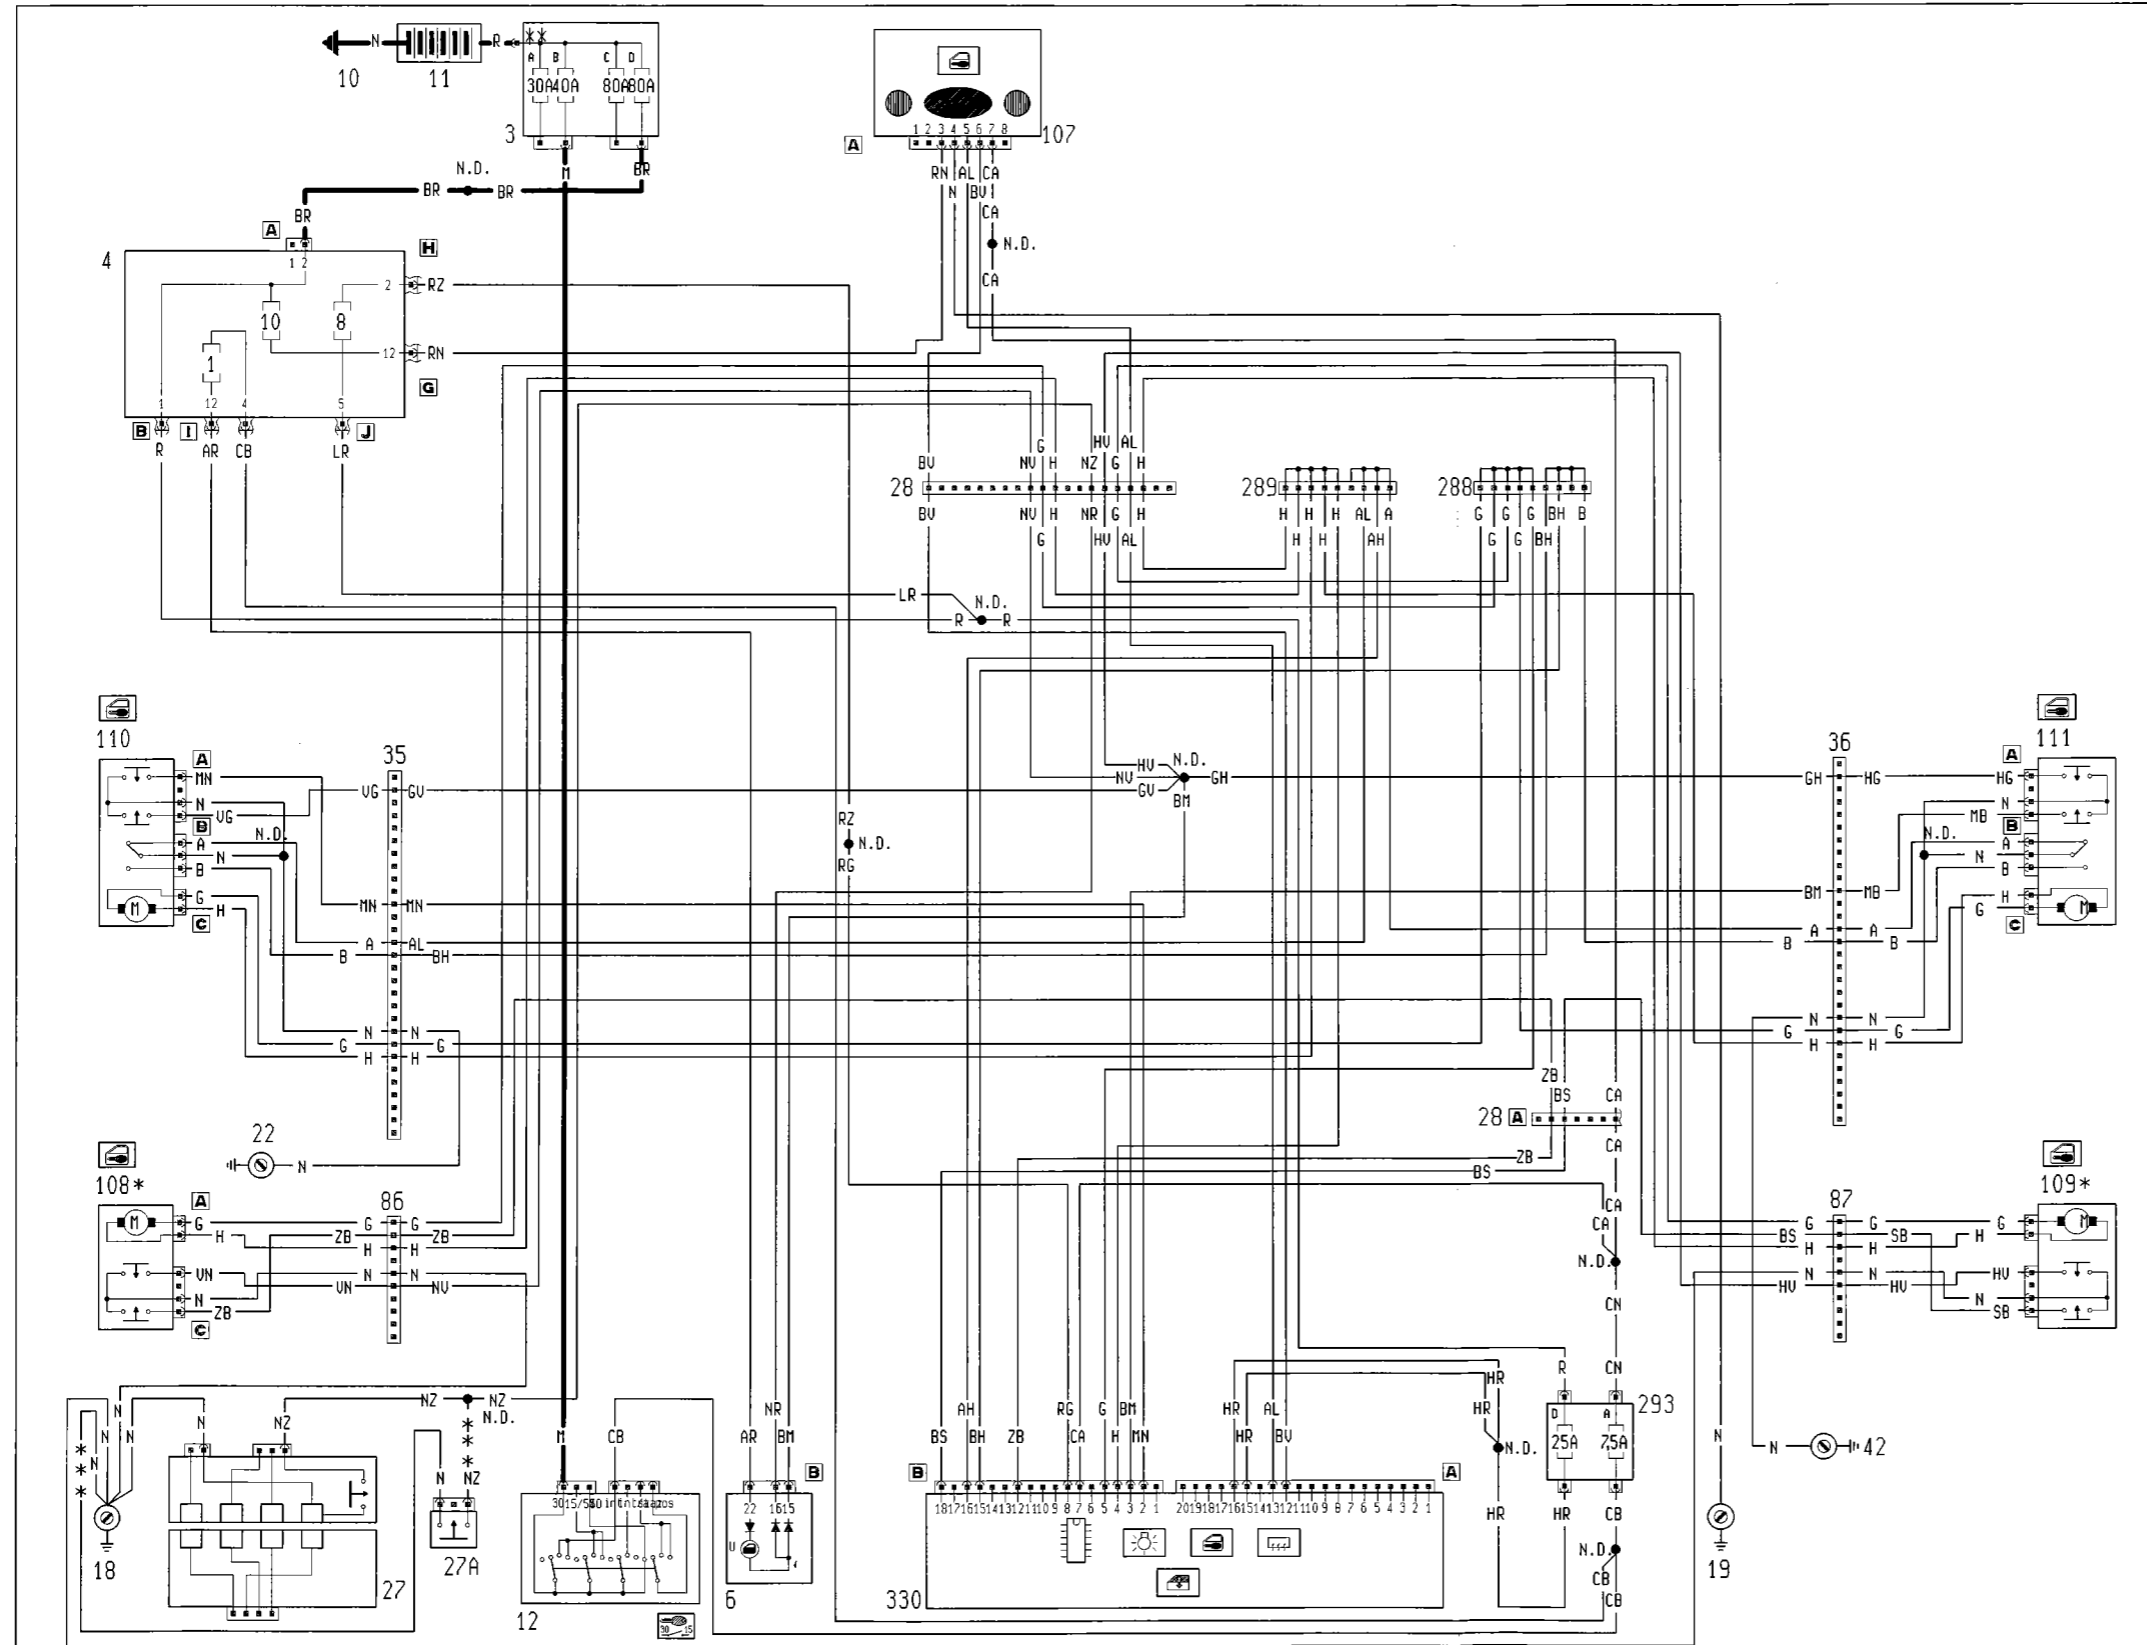 N R
10 11
A B C D
30A 40A 80A 80A
3
M BR
N.D.
BR BR
BR
A
H
4
1 2
2 RZ
10 8
1
12 RN
G
1 12 4 5
B I J
R AR CB LR
1 2 3 4 5 6 7 8
A 107
RN AL CA
N BV
CA
N.D.
CA
G HV AL
BV NV H NZ G H
28 289 288
BV NV H NR G H
G HV AL
H H H AL A
H H AH
G G G BH B
G G BH
LR N.D.
R R
110
A
MN
N
VG
B
N.D.
A
N
B
G
H
C
35
VG GV
MN MN
A AL
B BH
N N
G G
H H
HV N.D.
NV GH
GV
BM
RZ
N.D.
RG
36 111
A
GH HG HG
N
MB
B
N.D.
A
N
B
BM MB
H
G
C
A A
B B
N N
G G
H H
M M
22
N
108*
A
G
H
VN
N
ZB
C
86
G G
ZB ZB
H H
N N
VN NV
M
ZB
BS CA
28 A
CA
ZB
BS
CA
CA
N.D.
CN
87 109*
G G G
BS SB H
H H
N N HV
HV HV N
SB
M
R CN
HR
HR
N.D.
D A 293
25A 7,5A
HR HR CB
N.D.
CB
CB
N 42
N
19
NZ NZ
N.D.
N N N N N NZ
* * *
* * *
N NZ
18 27 27A
M CB
30 15/54 50 int
12
30 15
AR NR BM
B
22 16 15
U
6
BS AH BH ZB RG CA G H BM MN
HR HR AL BV
B A
18 17 16 15 14 13 12 11 10 9 8 7 6 5 4 3 2 1
20 19 18 17 16 15 14 13 12 11 10 9 8 7 6 5 4 3 2 1
330